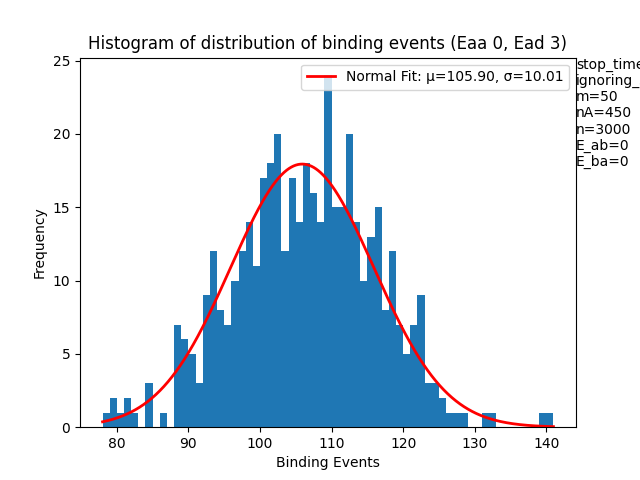 Histogram of distribution of binding events (Eaa 0, Ead 3)
Normal Fit: μ=105.90, σ=10.01
stop_time
ignoring_
m=50
nA=450
n=3000
E_ab=0
E_ba=0
Frequency
25
20
15
10
5
0
80 90 100 110 120 130 140
Binding Events